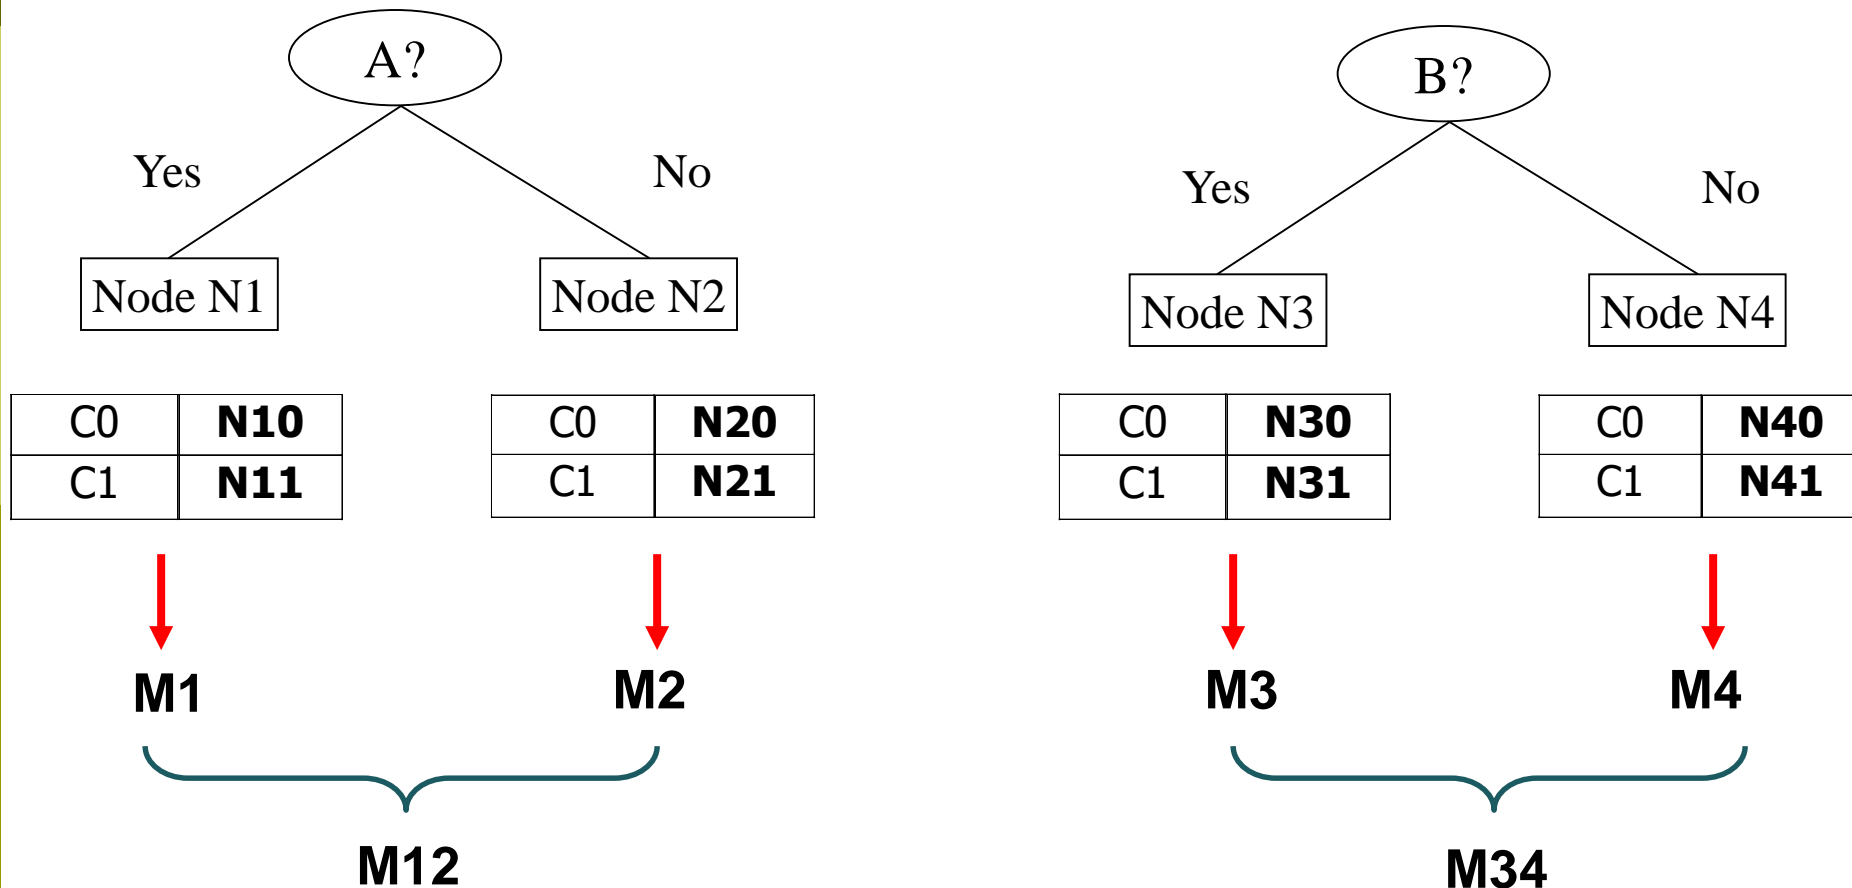 A?
B?
Yes
No
Yes
No
Node N1
Node N2
Node N3
Node N4
C0 N10
C1 N11
C0 N20
C1 N21
C0 N30
C1 N31
C0 N40
C1 N41
M1
M2
M3
M4
M12
M34